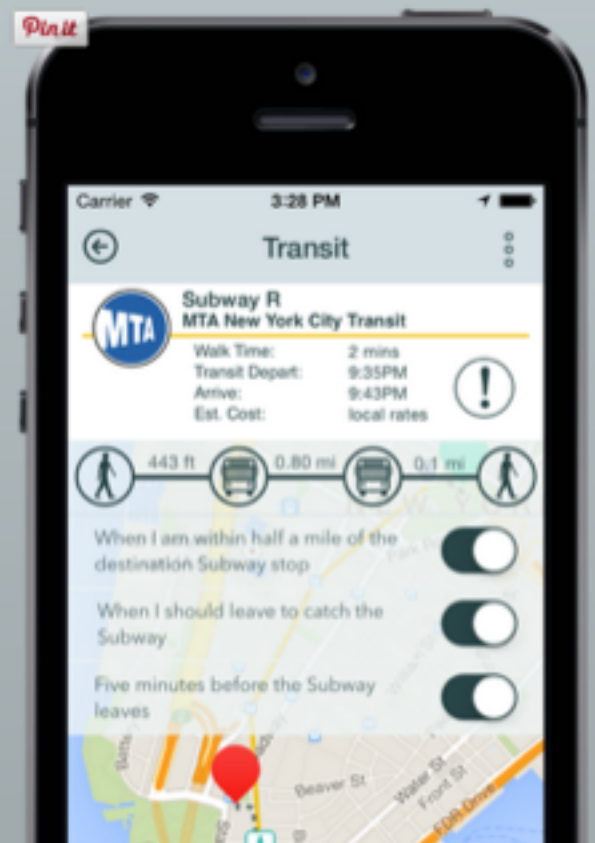 Pin it
Carrier
3:28 PM
Transit
MTA
Subway R
MTA New York City Transit
Walk Time: 2 mins
Transit Depart: 9:35PM
Arrive: 9:43PM
Est. Cost: local rates
!
443 ft 0.80 mi 0.1 mi
NEW YOR
Park
When I am within half a mile of the
destination Subway stop
When I should leave to catch the
Subway
Five minutes before the Subway
leaves
Beaver St
Water St
Front St
FDR Drive